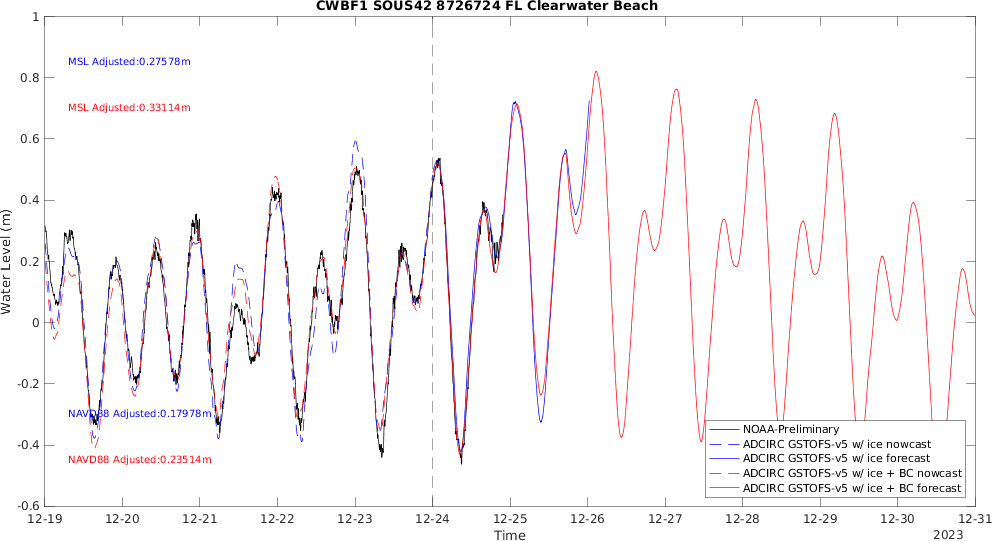 CWBF1 SOUS42 8726724 FL Clearwater Beach
Water Level (m)
1
0.8
0.6
0.4
0.2
0
-0.2
-0.4
-0.6
MSL Adjusted:0.27578m
MSL Adjusted:0.33114m
NAVD88 Adjusted:0.17978m
NAVD88 Adjusted:0.23514m
NOAA-Preliminary
ADCIRC GSTOFS-v5 w/ ice nowcast
ADCIRC GSTOFS-v5 w/ ice forecast
ADCIRC GSTOFS-v5 w/ ice + BC nowcast
ADCIRC GSTOFS-v5 w/ ice + BC forecast
12-19 12-20 12-21 12-22 12-23 12-24 12-25 12-26 12-27 12-28 12-29 12-30 12-31
Time
2023